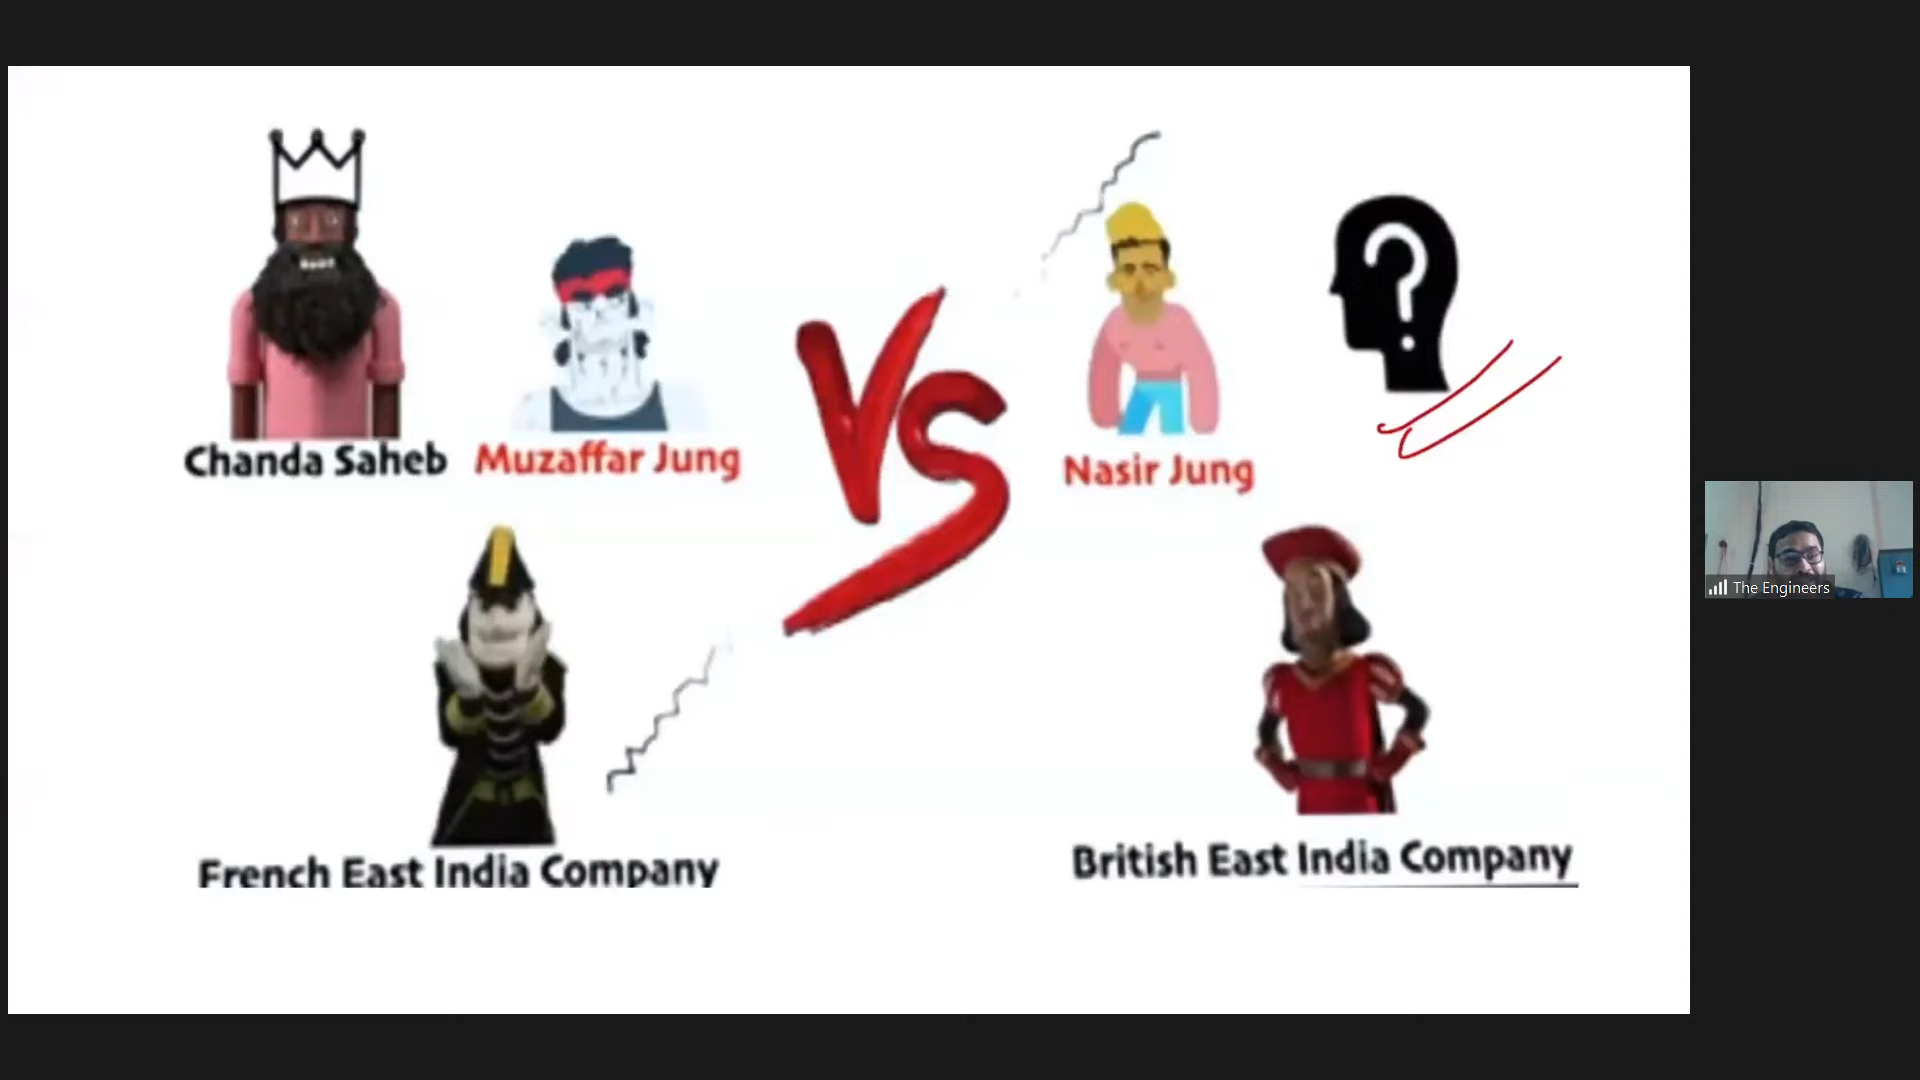 VS
Chanda Saheb
Muzaffar Jung
Nasir Jung
?
French East India Company
British East India Company
The Engineers